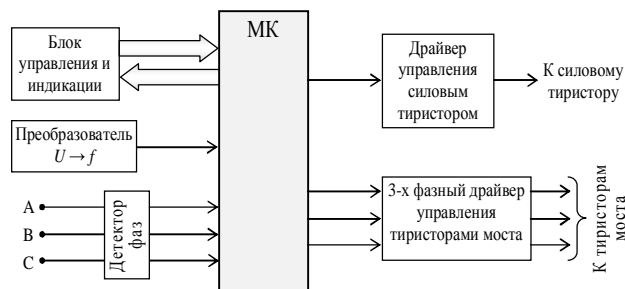 Блок
управления и
индикации
МК
Драйвер
управления
силовым
тиристором
К силовому
тиристору
Преобразователь
U → f
A
B
C
Детектор
фаз
3-х фазный драйвер
управления
тиристорами моста
К тиристорам
моста